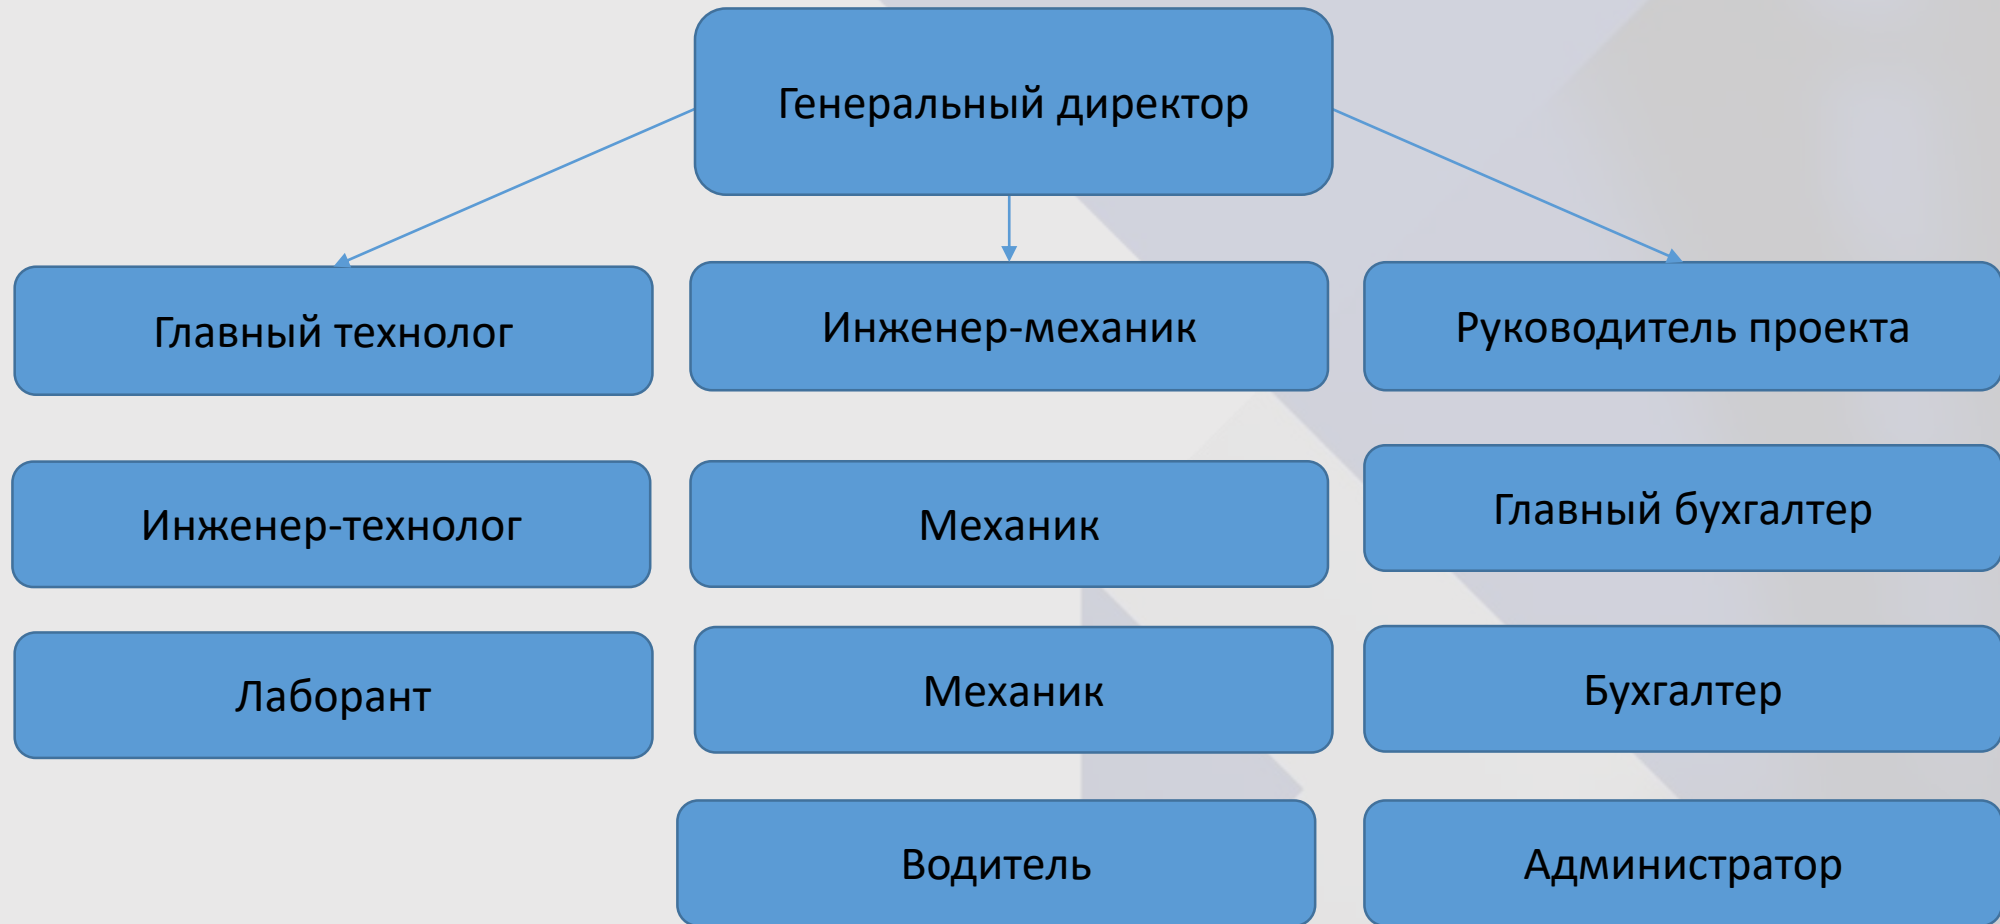 Генеральный директор
Главный технолог
Инженер-механик
Руководитель проекта
Инженер-технолог
Механик
Главный бухгалтер
Лаборант
Механик
Бухгалтер
Водитель
Администратор